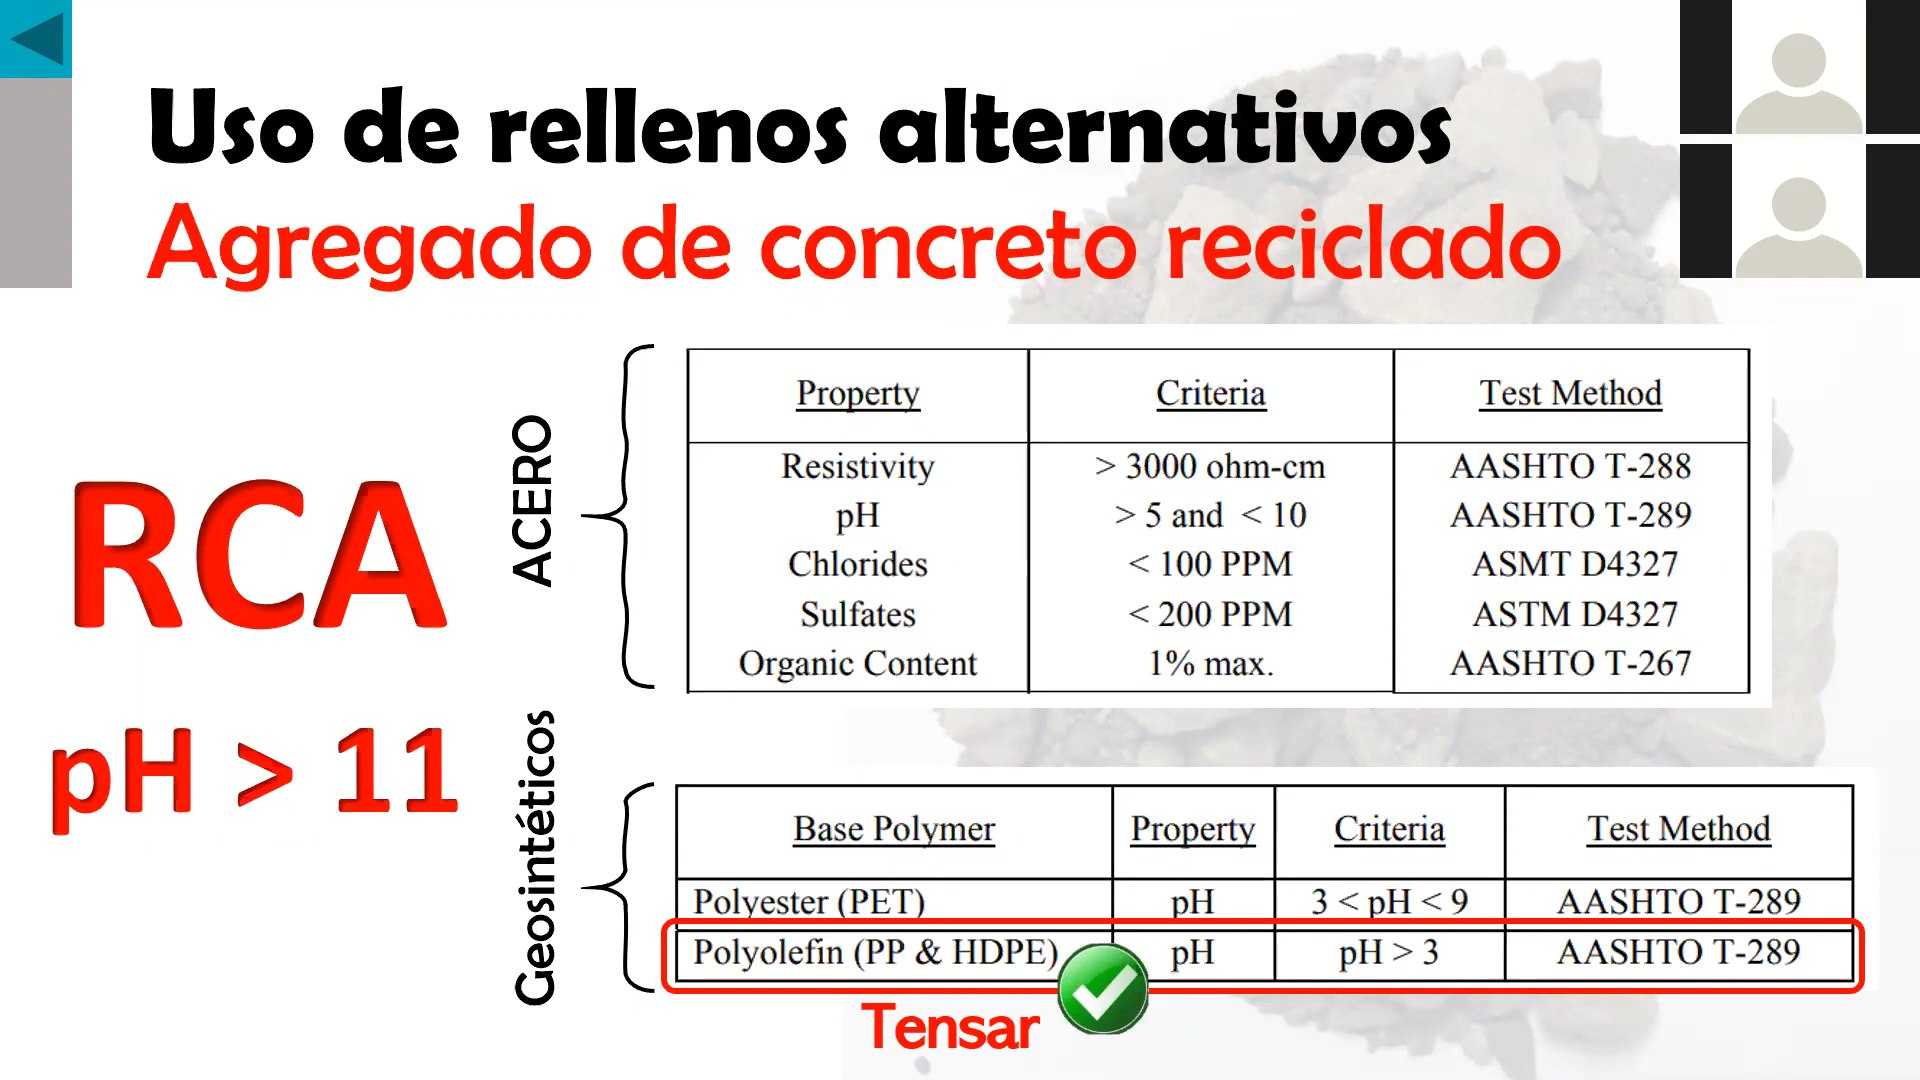 Uso de rellenos alternativos
Agregado de concreto reciclado
RCA
pH > 11
ACERO
Property Criteria Test Method
Resistivity > 3000 ohm-cm AASHTO T-288
pH > 5 and < 10 AASHTO T-289
Chlorides < 100 PPM ASMT D4327
Sulfates < 200 PPM ASTM D4327
Organic Content 1% max. AASHTO T-267
Geosintéticos
Base Polymer Property Criteria Test Method
Polyester (PET) pH 3 < pH < 9 AASHTO T-289
Polyolefin (PP & HDPE) pH pH > 3 AASHTO T-289
Tensar